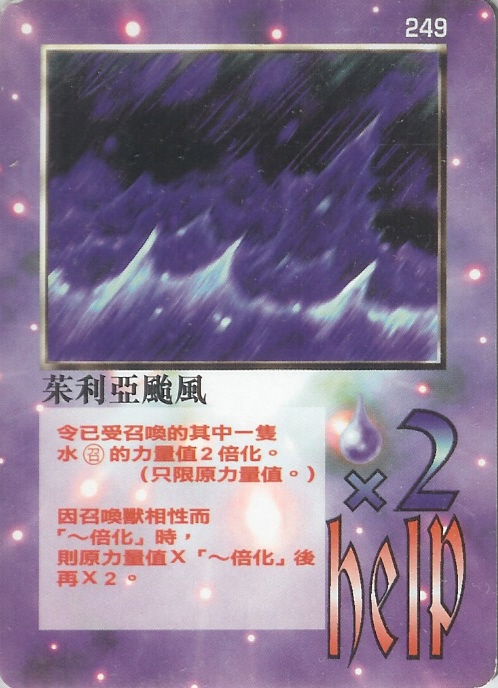 249
茱利亞颱風
令已受召喚的其中一隻
水㊁的力量值2倍化。
（只限原力量值。）
因召喚獸相性而
「～倍化」時，
則原力量值X「～倍化」後
再X2。
x2
help